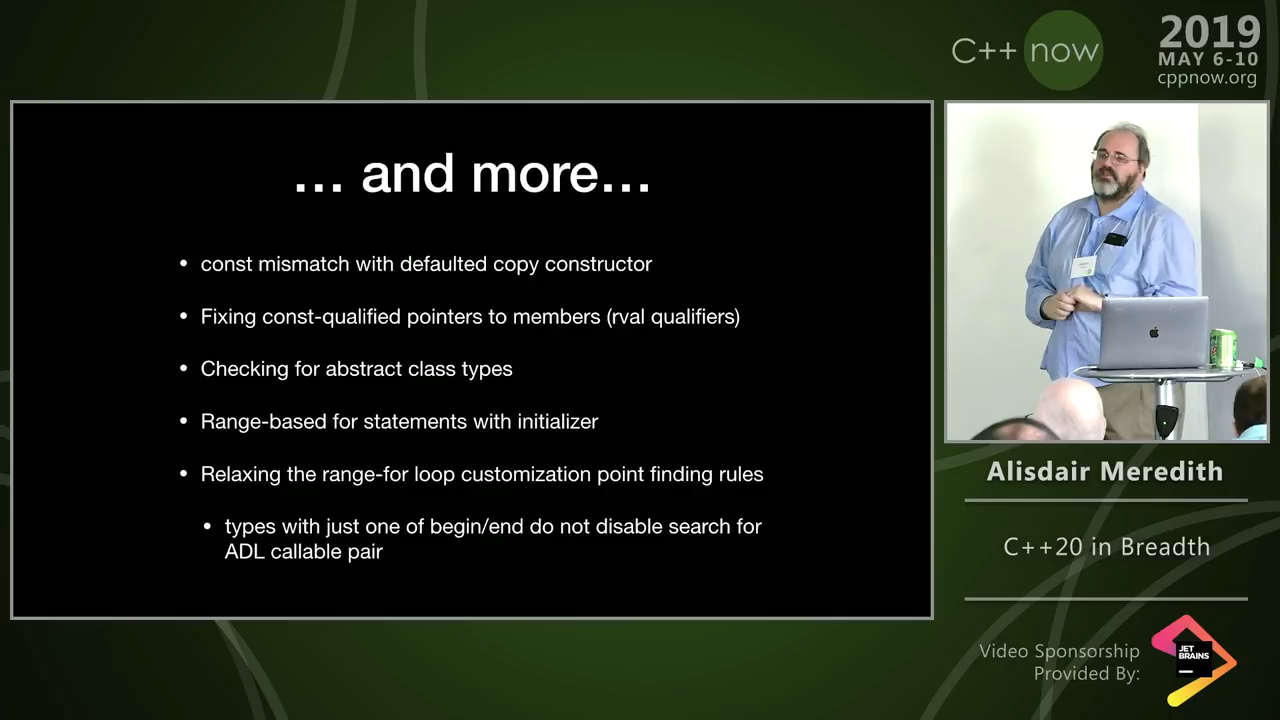 C++ now
2019
MAY 6-10
cppnow.org
... and more...
• const mismatch with defaulted copy constructor
• Fixing const-qualified pointers to members (rval qualifiers)
• Checking for abstract class types
• Range-based for statements with initializer
• Relaxing the range-for loop customization point finding rules
• types with just one of begin/end do not disable search for
ADL callable pair
Alisdair Meredith
C++20 in Breadth
Video Sponsorship
Provided By:
JET
BRAINS